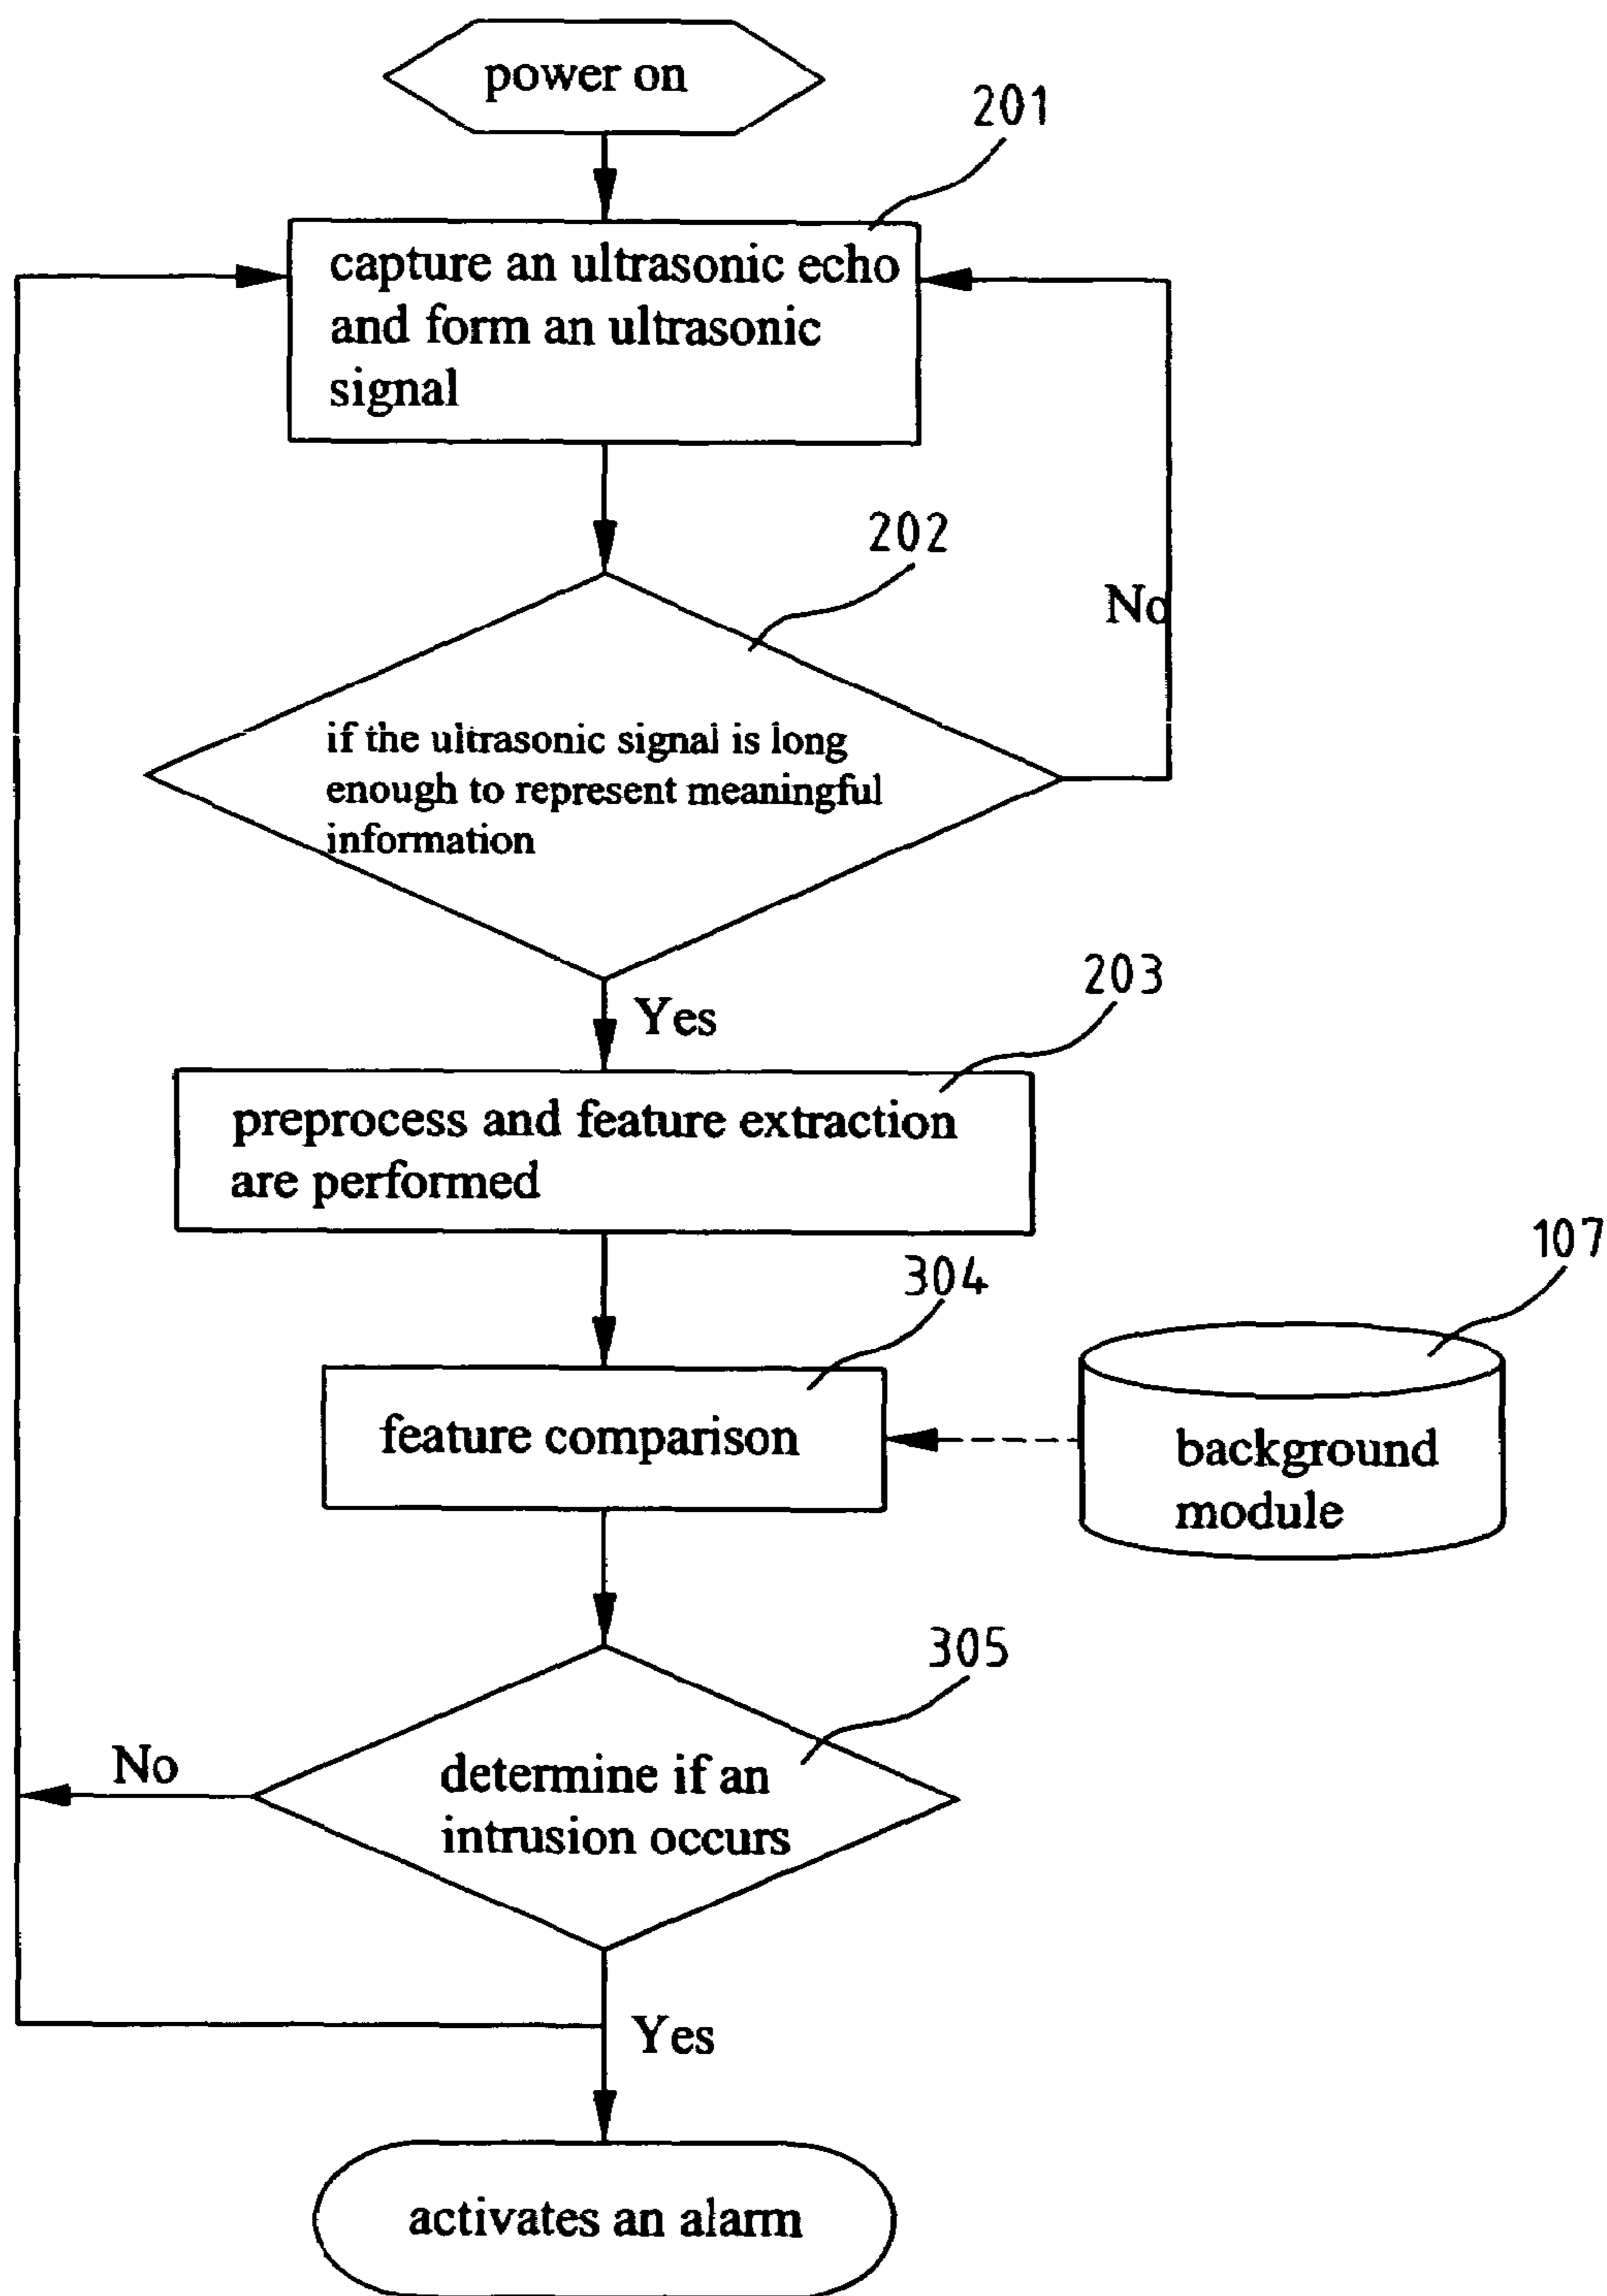 power on
201
capture an ultrasonic echo
and form an ultrasonic
signal
202
No
if the ultrasonic signal is long
enough to represent meaningful
information
Yes
203
preprocess and feature extraction
are performed
304
107
feature comparison
background
module
305
No
determine if an
intrusion occurs
Yes
activates an alarm